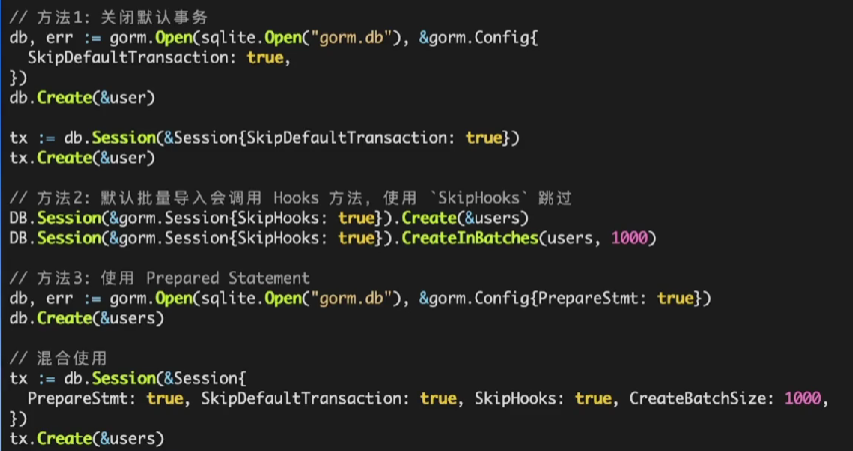 // 方法1: 关闭默认事务
db, err := gorm.Open(sqlite.Open("gorm.db"), &gorm.Config{
  SkipDefaultTransaction: true,
})
db.Create(&user)

tx := db.Session(&Session{SkipDefaultTransaction: true})
tx.Create(&user)

// 方法2: 默认批量导入会调用 Hooks 方法, 使用 `SkipHooks` 跳过
DB.Session(&gorm.Session{SkipHooks: true}).Create(&users)
DB.Session(&gorm.Session{SkipHooks: true}).CreateInBatches(users, 1000)

// 方法3: 使用 Prepared Statement
db, err := gorm.Open(sqlite.Open("gorm.db"), &gorm.Config{PrepareStmt: true})
db.Create(&users)

// 混合使用
tx := db.Session(&Session{
  PrepareStmt: true, SkipDefaultTransaction: true, SkipHooks: true, CreateBatchSize: 1000,
})
tx.Create(&users)